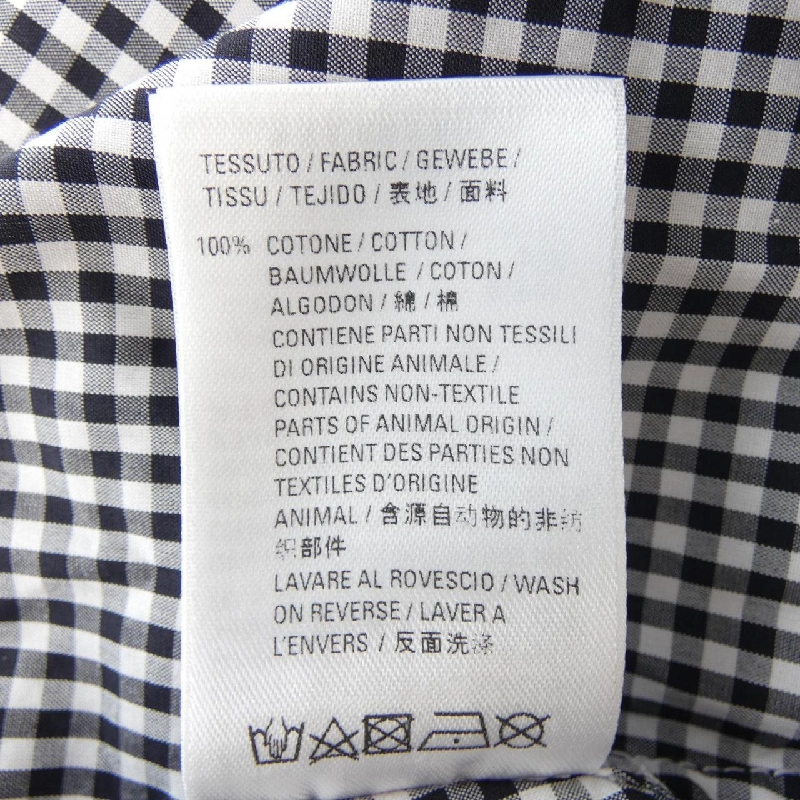 TESSUTO / FABRIC / GEWEBE /
TISSU / TEJIDO / 表地 / 面料
100% COTONE / COTTON /
BAUMWOLLE / COTON /
ALGODON / 綿 / 棉
CONTIENE PARTI NON TESSILI
DI ORIGINE ANIMALE /
CONTAINS NON-TEXTILE
PARTS OF ANIMAL ORIGIN /
CONTIENT DES PARTIES NON
TEXTILES D'ORIGINE
ANIMAL / 含源自动物的非纺
织部件
LAVARE AL ROVESCIO / WASH
ON REVERSE / LAVER A
L'ENVERS / 反面洗涤